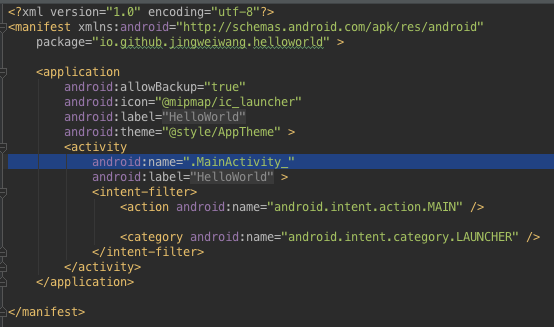 <?xml version="1.0" encoding="utf-8"?>
<manifest xmlns:android="http://schemas.android.com/apk/res/android"
package="io.github.jingweiwang.helloworld" >
<application
android:allowBackup="true"
android:icon="@mipmap/ic_launcher"
android:label="HelloWorld"
android:theme="@style/AppTheme" >
<activity
android:name=".MainActivity_"
android:label="HelloWorld" >
<intent-filter>
<action android:name="android.intent.action.MAIN" />
<category android:name="android.intent.category.LAUNCHER" />
</intent-filter>
</activity>
</application>
</manifest>